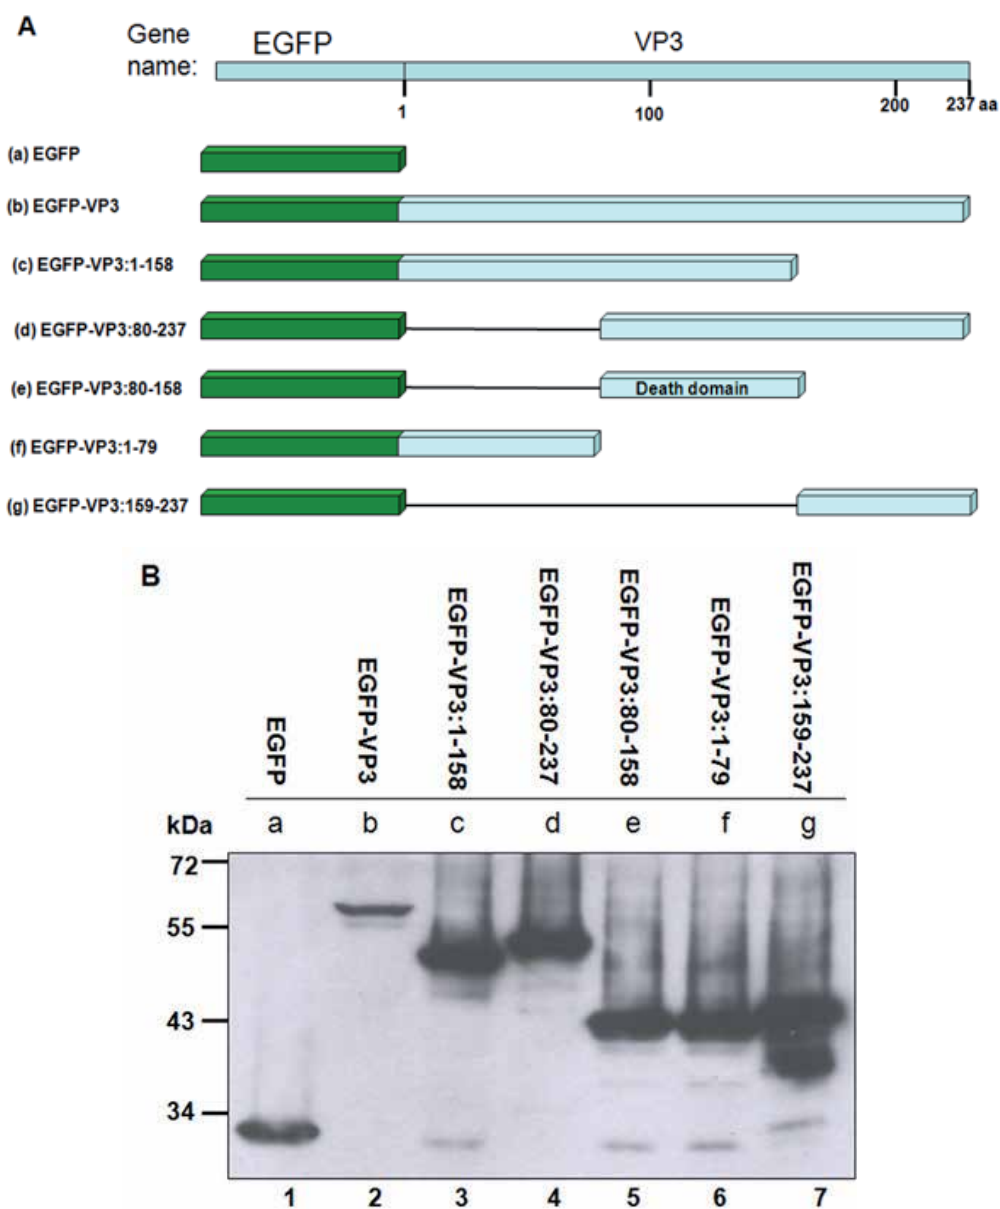 A
Gene name:
EGFP
VP3
1
100
200
237 aa
(a) EGFP
(b) EGFP-VP3
(c) EGFP-VP3:1-158
(d) EGFP-VP3:80-237
(e) EGFP-VP3:80-158
Death domain
(f) EGFP-VP3:1-79
(g) EGFP-VP3:159-237
B
EGFP
EGFP-VP3
EGFP-VP3:1-158
EGFP-VP3:80-237
EGFP-VP3:80-158
EGFP-VP3:1-79
EGFP-VP3:159-237
kDa a b c d e f g
72
55
43
34
1 2 3 4 5 6 7